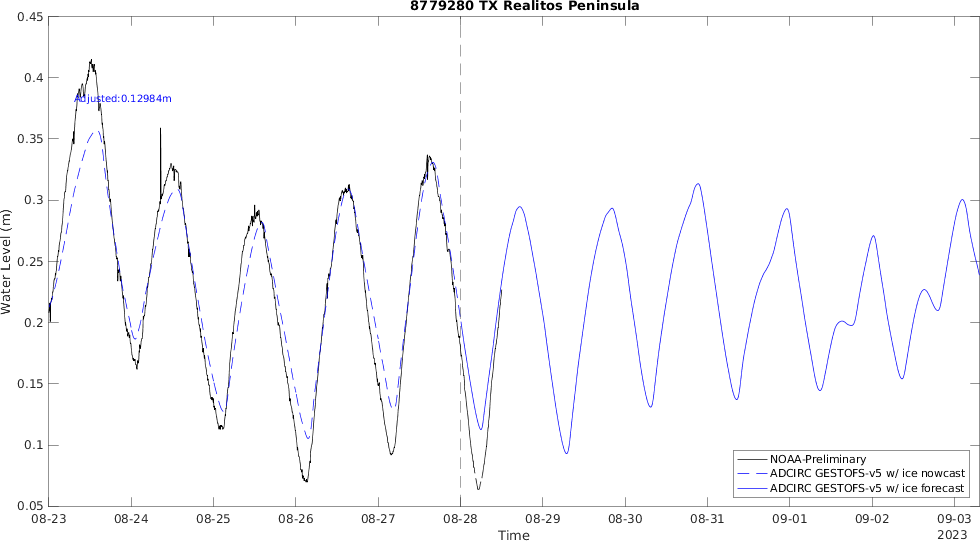 8779280 TX Realitos Peninsula
0.45
0.4
0.35
0.3
0.25
0.2
0.15
0.1
0.05
Water Level (m)
Adjusted:0.12984m
NOAA-Preliminary
ADCIRC GESTOFS-v5 w/ ice nowcast
ADCIRC GESTOFS-v5 w/ ice forecast
08-23 08-24 08-25 08-26 08-27 08-28 08-29 08-30 08-31 09-01 09-02 09-03
Time
2023